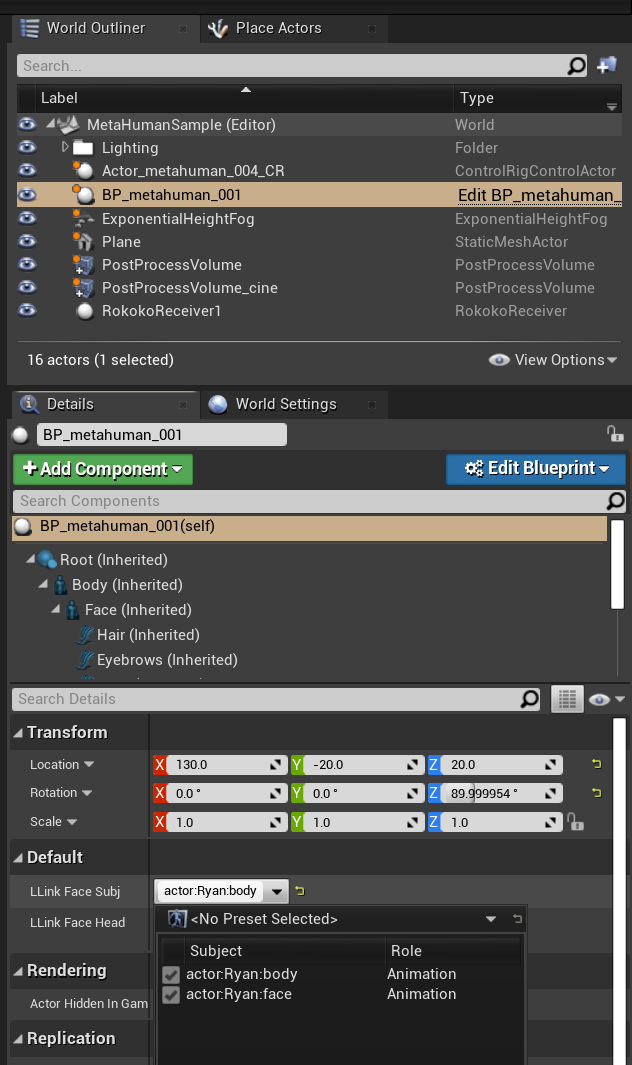 World Outliner
Place Actors
Search...
Label Type
MetaHumanSample (Editor) World
Lighting Folder
Actor_metahuman_004_CR ControlRigControlActor
BP_metahuman_001 Edit BP_metahuman_
ExponentialHeightFog ExponentialHeightFog
Plane StaticMeshActor
PostProcessVolume PostProcessVolume
PostProcessVolume_cine PostProcessVolume
RokokoReceiver1 RokokoReceiver
16 actors (1 selected) View Options
Details World Settings
BP_metahuman_001
Add Component Edit Blueprint
Search Components
BP_metahuman_001(self)
Root (Inherited)
Body (Inherited)
Face (Inherited)
Hair (Inherited)
Eyebrows (Inherited)
Search Details
Transform
Location X 130.0 Y -20.0 Z 20.0
Rotation X 0.0 ° Y 0.0 ° Z 89.999954 °
Scale X 1.0 Y 1.0 Z 1.0
Default
LLink Face Subj actor:Ryan:body
LLink Face Head <No Preset Selected>
Subject Role
actor:Ryan:body Animation
actor:Ryan:face Animation
Rendering
Actor Hidden In Gam
Replication